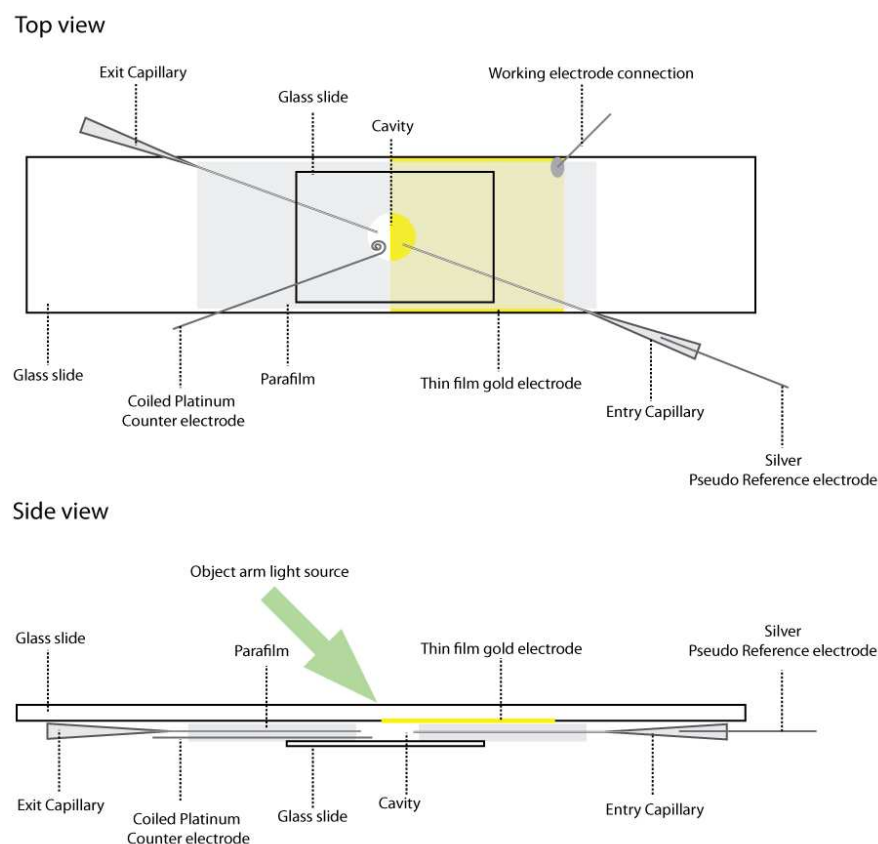 Top view
Exit Capillary
Working electrode connection
Glass slide
Cavity
Glass slide
Parafilm
Thin film gold electrode
Coiled Platinum
Counter electrode
Entry Capillary
Silver
Pseudo Reference electrode
Side view
Object arm light source
Glass slide
Parafilm
Thin film gold electrode
Silver
Pseudo Reference electrode
Exit Capillary
Coiled Platinum
Counter electrode
Glass slide
Cavity
Entry Capillary